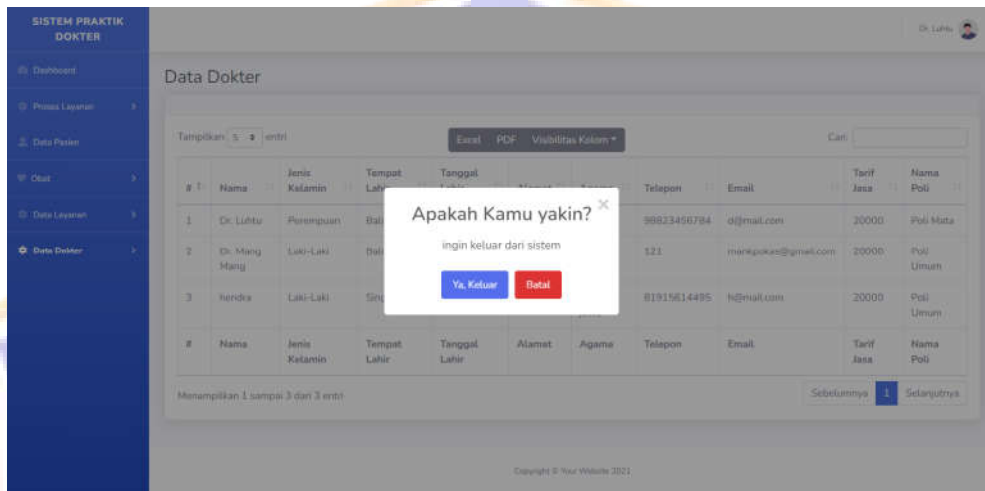 SISTEM PRAKTIK
DOKTER
Dr. Luhtu
Dashboard
Proses Layanan
Data Pasien
Obat
Data Layanan
Data Dokter
Data Dokter
Tampilkan 5 entri
Excel PDF Visibilitas Kolom
Cari:
# Nama Jenis Kelamin Tempat Lahir Tanggal Lahir Alamat Agama Telepon Email Tarif Jasa Nama Poli
1 Dr. Luhtu Perempuan 98823456784 d@mail.com 20000 Poli Mata
2 Dr. Mang Mang Laki-Laki 121 mankpokas@gmail.com 20000 Poli Umum
3 hendra Laki-Laki 81915614495 h@mail.com 20000 Poli Umum
Apakah Kamu yakin? ×
ingin keluar dari sistem
Ya, Keluar Batal
# Nama Jenis Kelamin Tempat Lahir Tanggal Lahir Alamat Agama Telepon Email Tarif Jasa Nama Poli
Menampilkan 1 sampai 3 dari 3 entri
Sebelumnya 1 Selanjutnya
Copyright © Your Website 2021